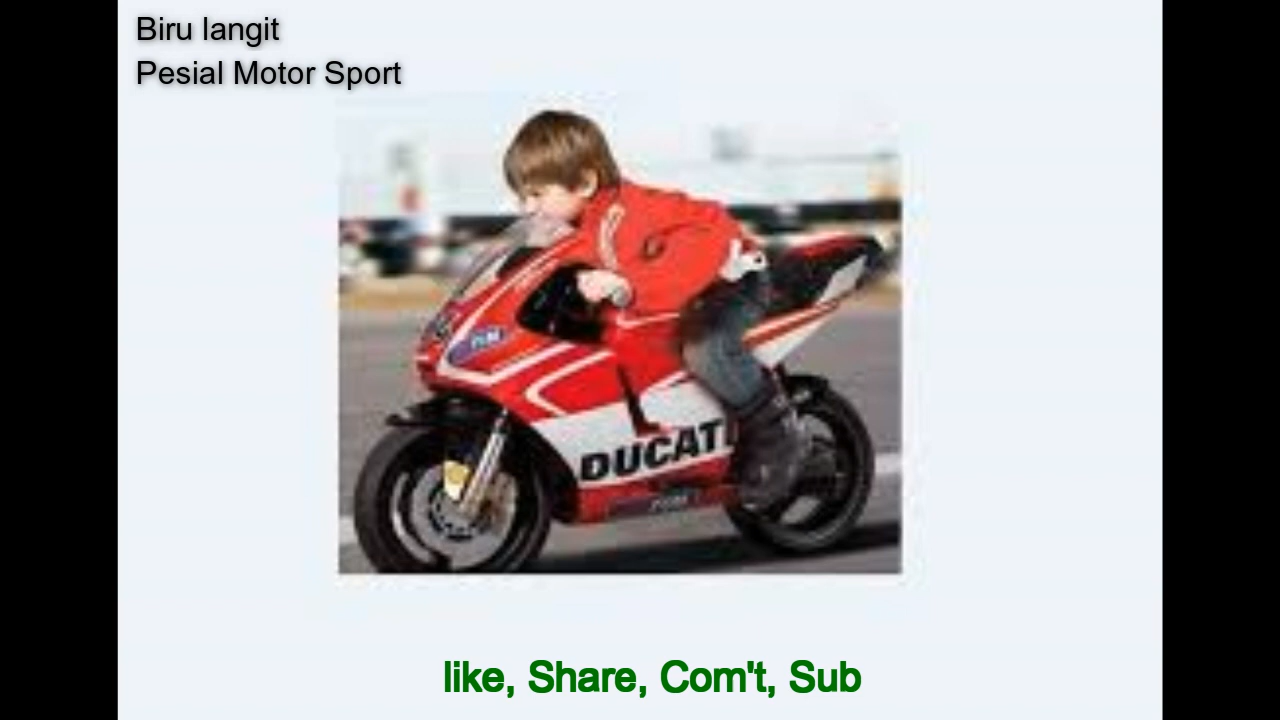 Biru langit
Pesial Motor Sport
DUCATI
like, Share, Com't, Sub